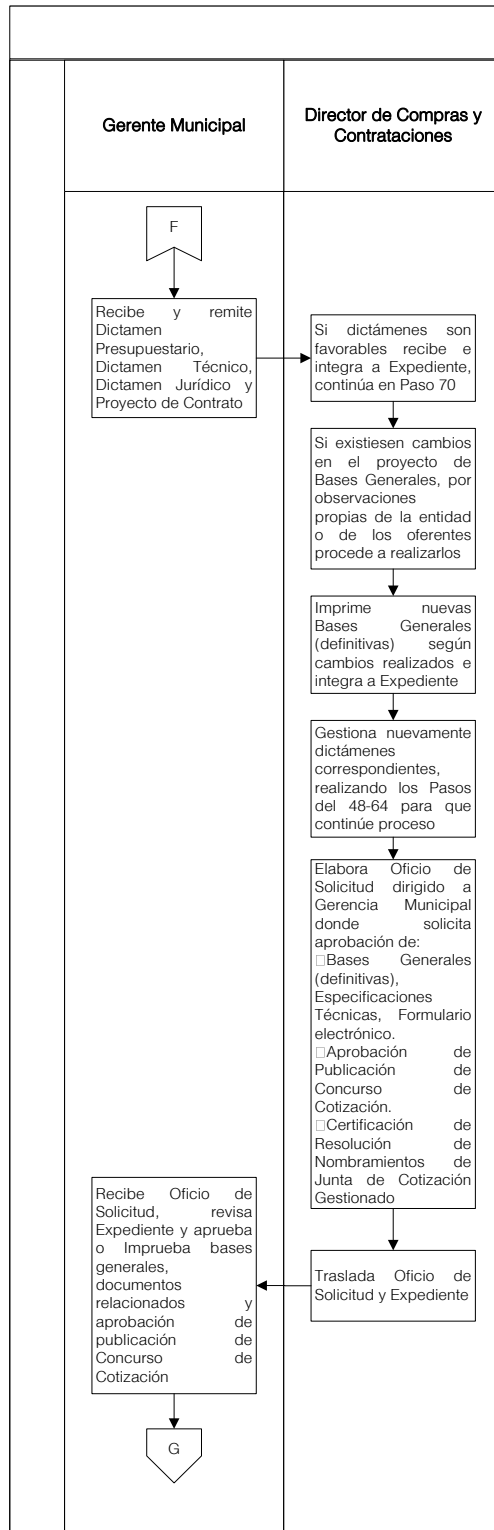 Gerente Municipal
Director de Compras y
Contrataciones
F
Recibe y remite
Dictamen
Presupuestario,
Dictamen Técnico,
Dictamen Jurídico y
Proyecto de Contrato
Si dictámenes son
favorables recibe e
integra a Expediente,
continúa en Paso 70
Si existiesen cambios
en el proyecto de
Bases Generales, por
observaciones
propias de la entidad
o de los oferentes
procede a realizarlos
Imprime nuevas
Bases Generales
(definitivas) según
cambios realizados e
integra a Expediente
Gestiona nuevamente
dictámenes
correspondientes,
realizando los Pasos
del 48-64 para que
continúe proceso
Elabora Oficio de
Solicitud dirigido a
Gerencia Municipal
donde solicita
aprobación de:
Bases Generales
(definitivas),
Especificaciones
Técnicas, Formulario
electrónico.
Aprobación de
Publicación de
Concurso de
Cotización.
Certificación de
Resolución de
Nombramientos de
Junta de Cotización
Gestionado
Traslada Oficio de
Solicitud y Expediente
Recibe Oficio de
Solicitud, revisa
Expediente y aprueba
o Imprueba bases
generales,
documentos
relacionados y
aprobación de
publicación de
Concurso de
Cotización
G